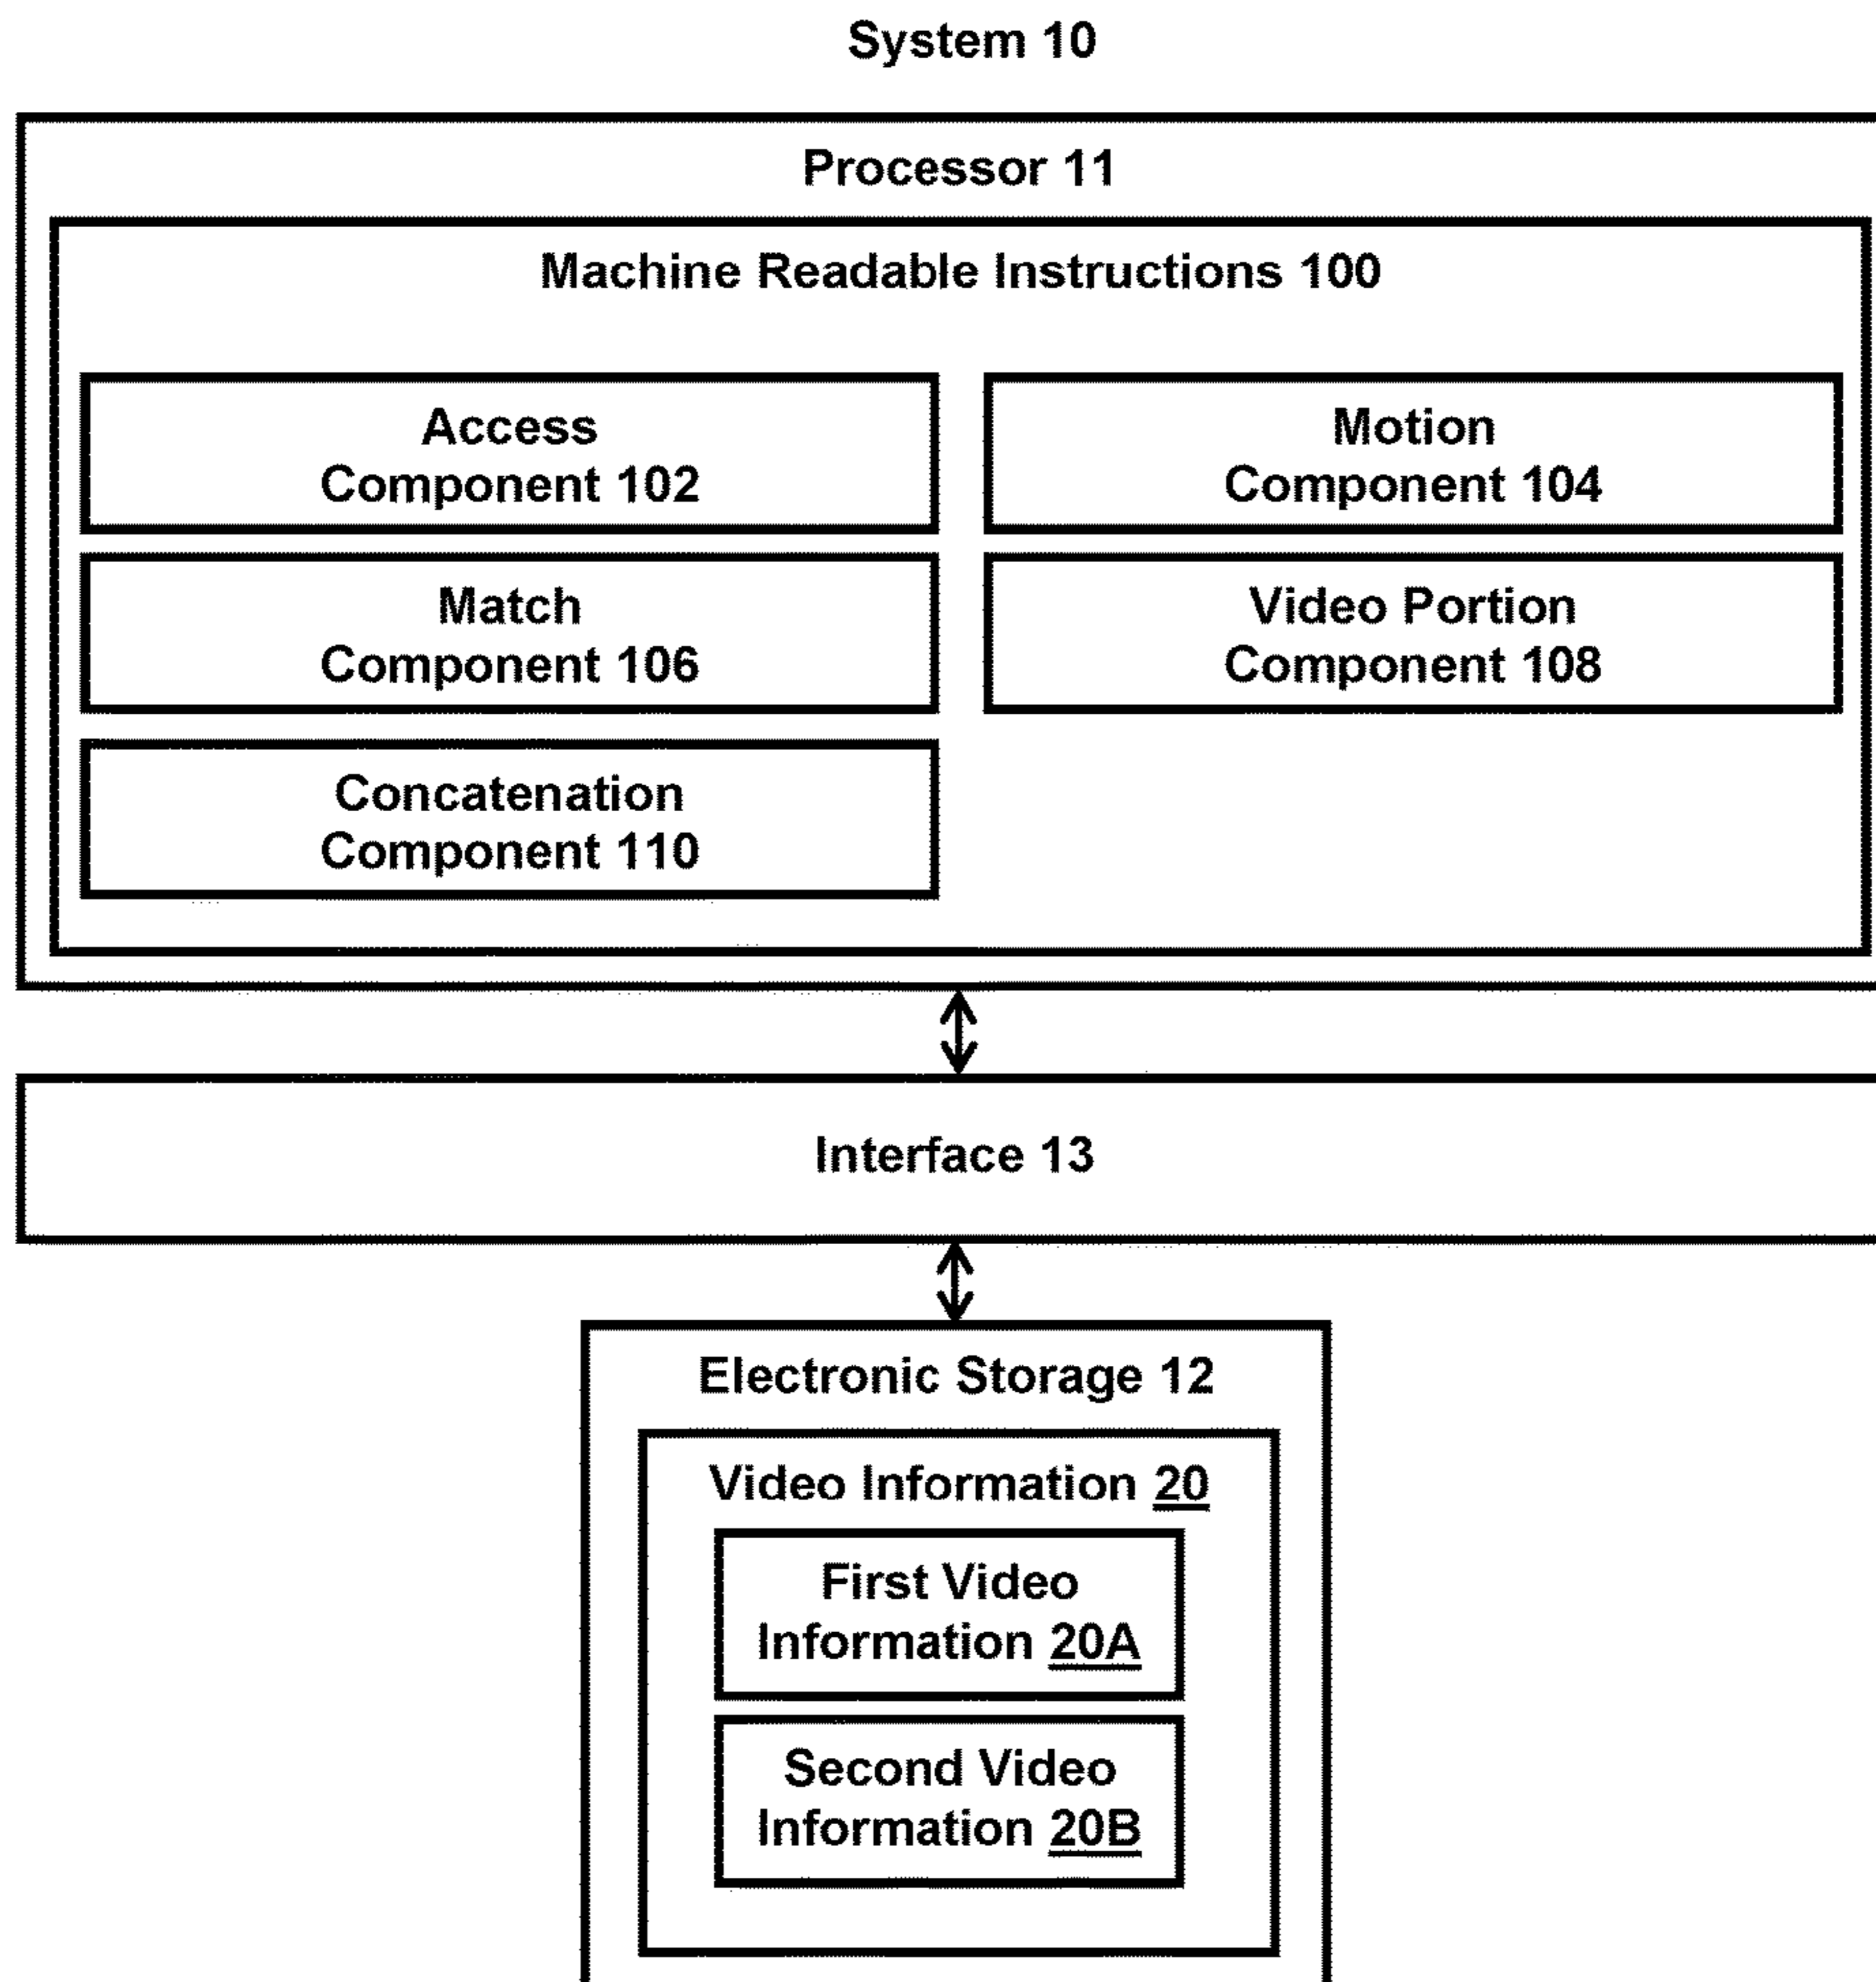 System 10
Processor 11
Machine Readable Instructions 100
Access
Component 102
Motion
Component 104
Match
Component 106
Video Portion
Component 108
Concatenation
Component 110
Interface 13
Electronic Storage 12
Video Information 20
First Video
Information 20A
Second Video
Information 20B